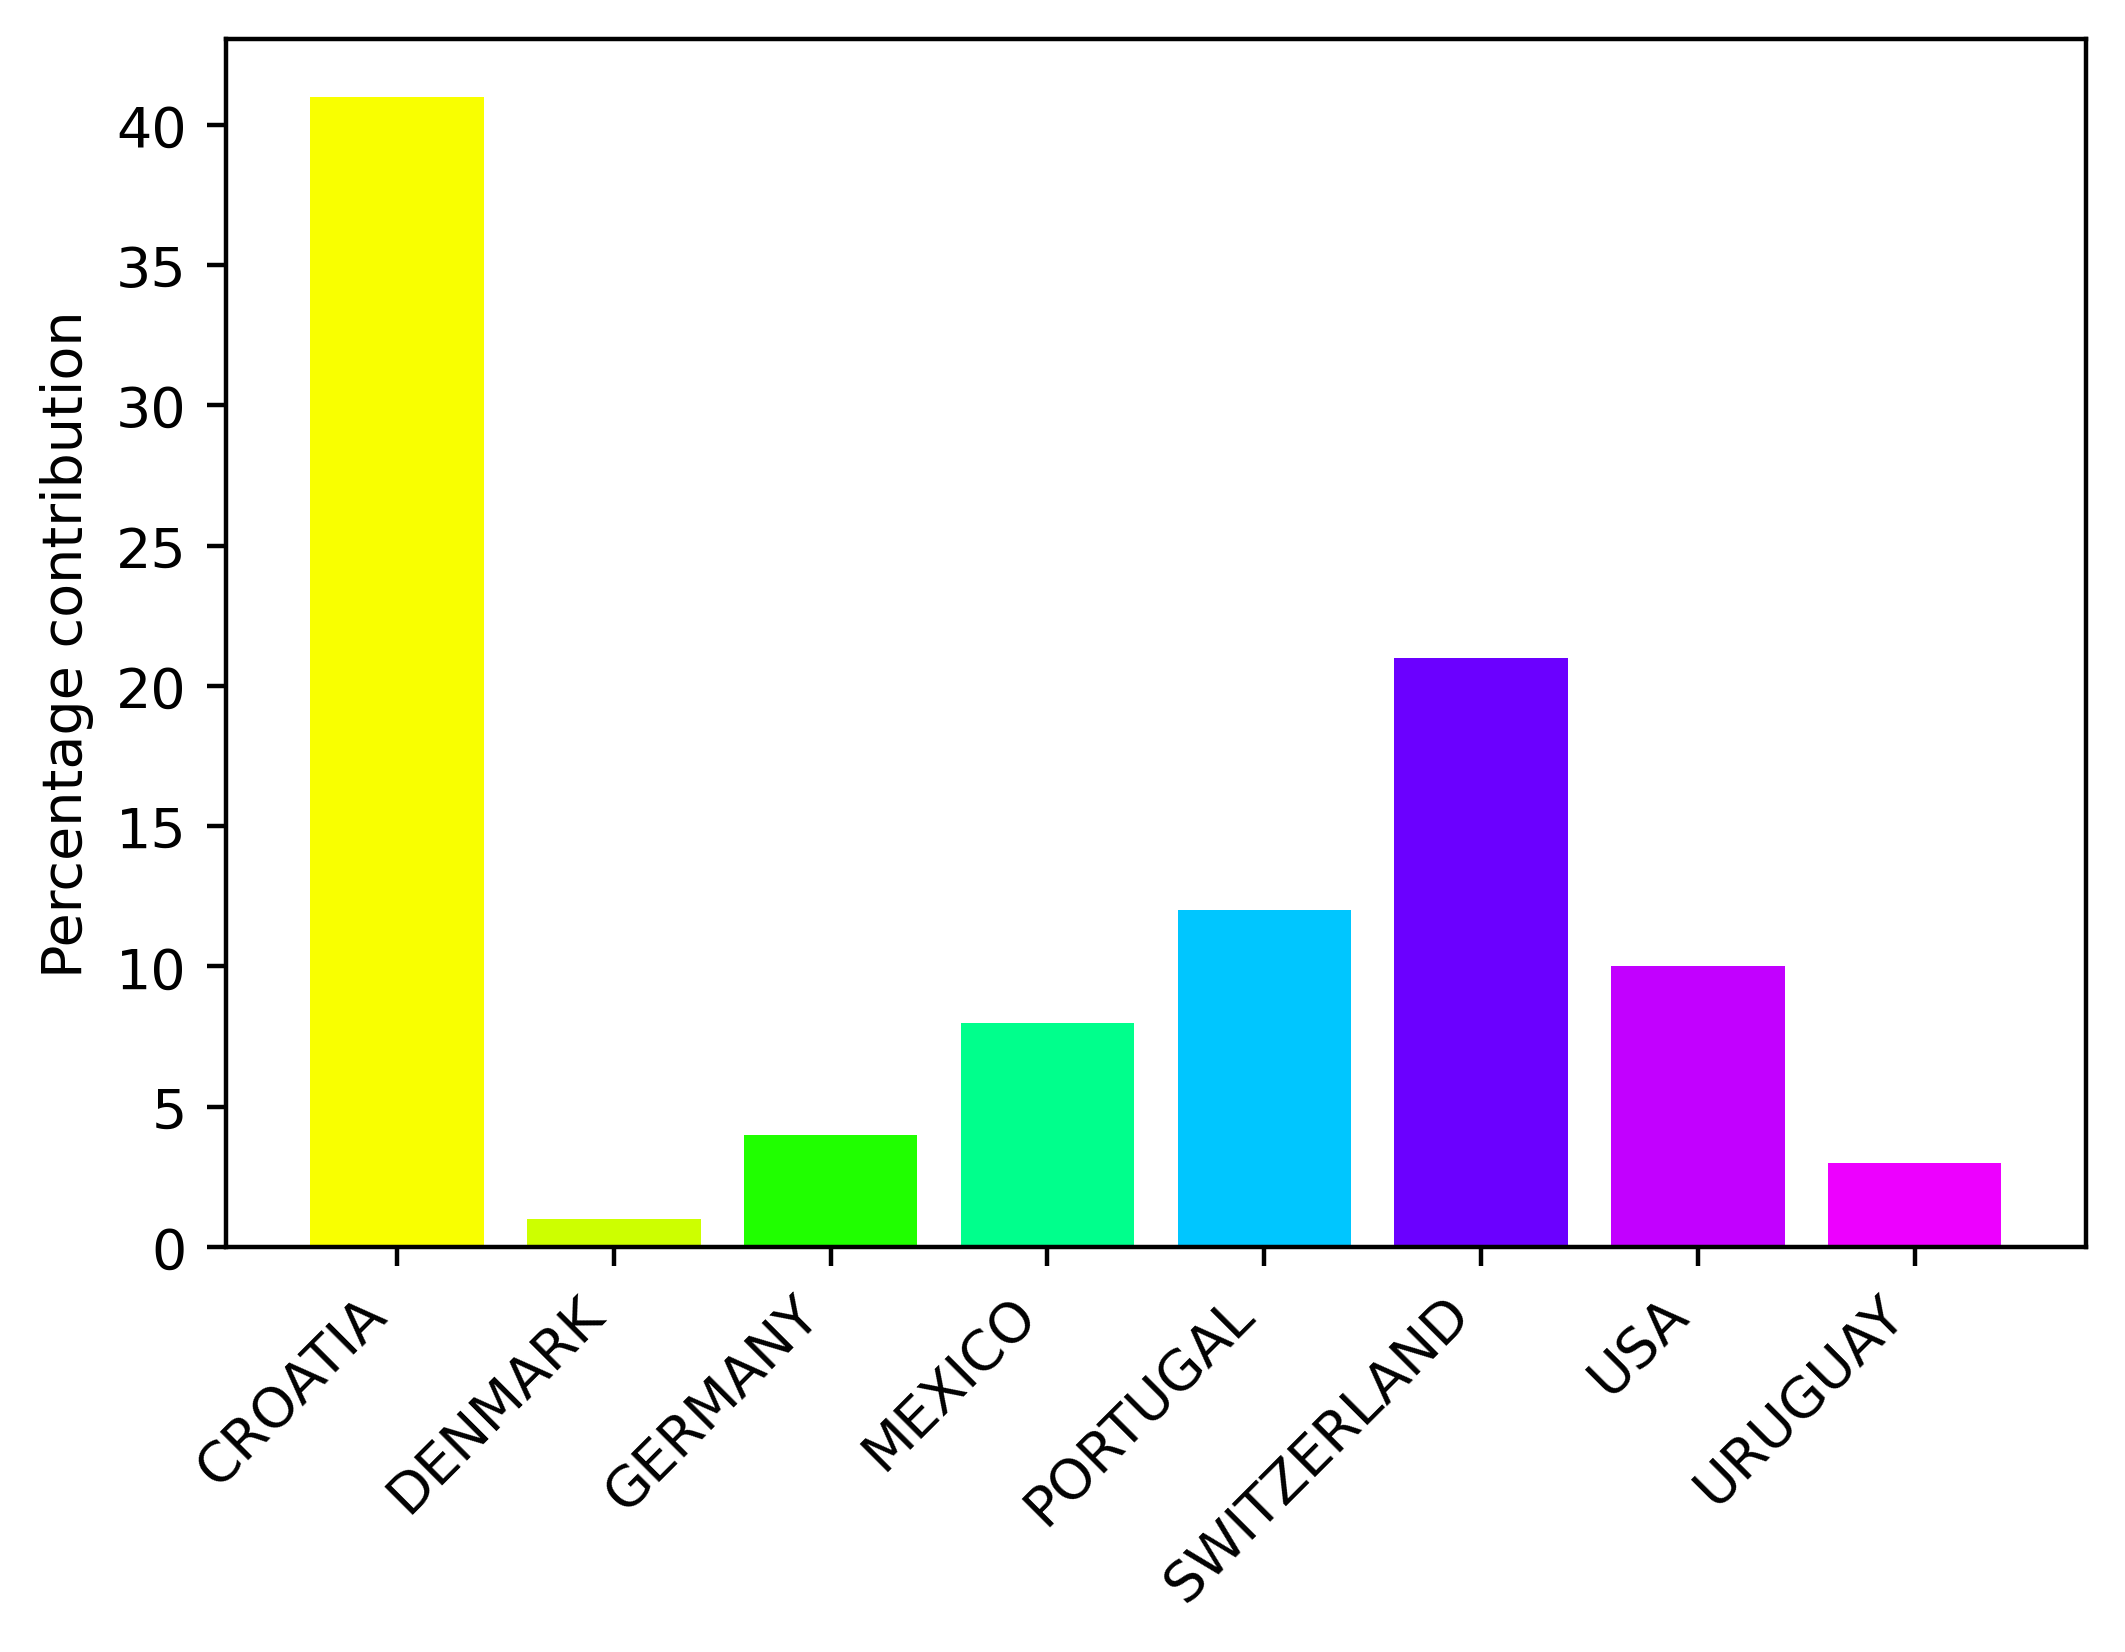 Percentage contribution
40
35
30
25
20
15
10
5
0
CROATIA
DENMARK
GERMANY
MEXICO
PORTUGAL
SWITZERLAND
USA
URUGUAY